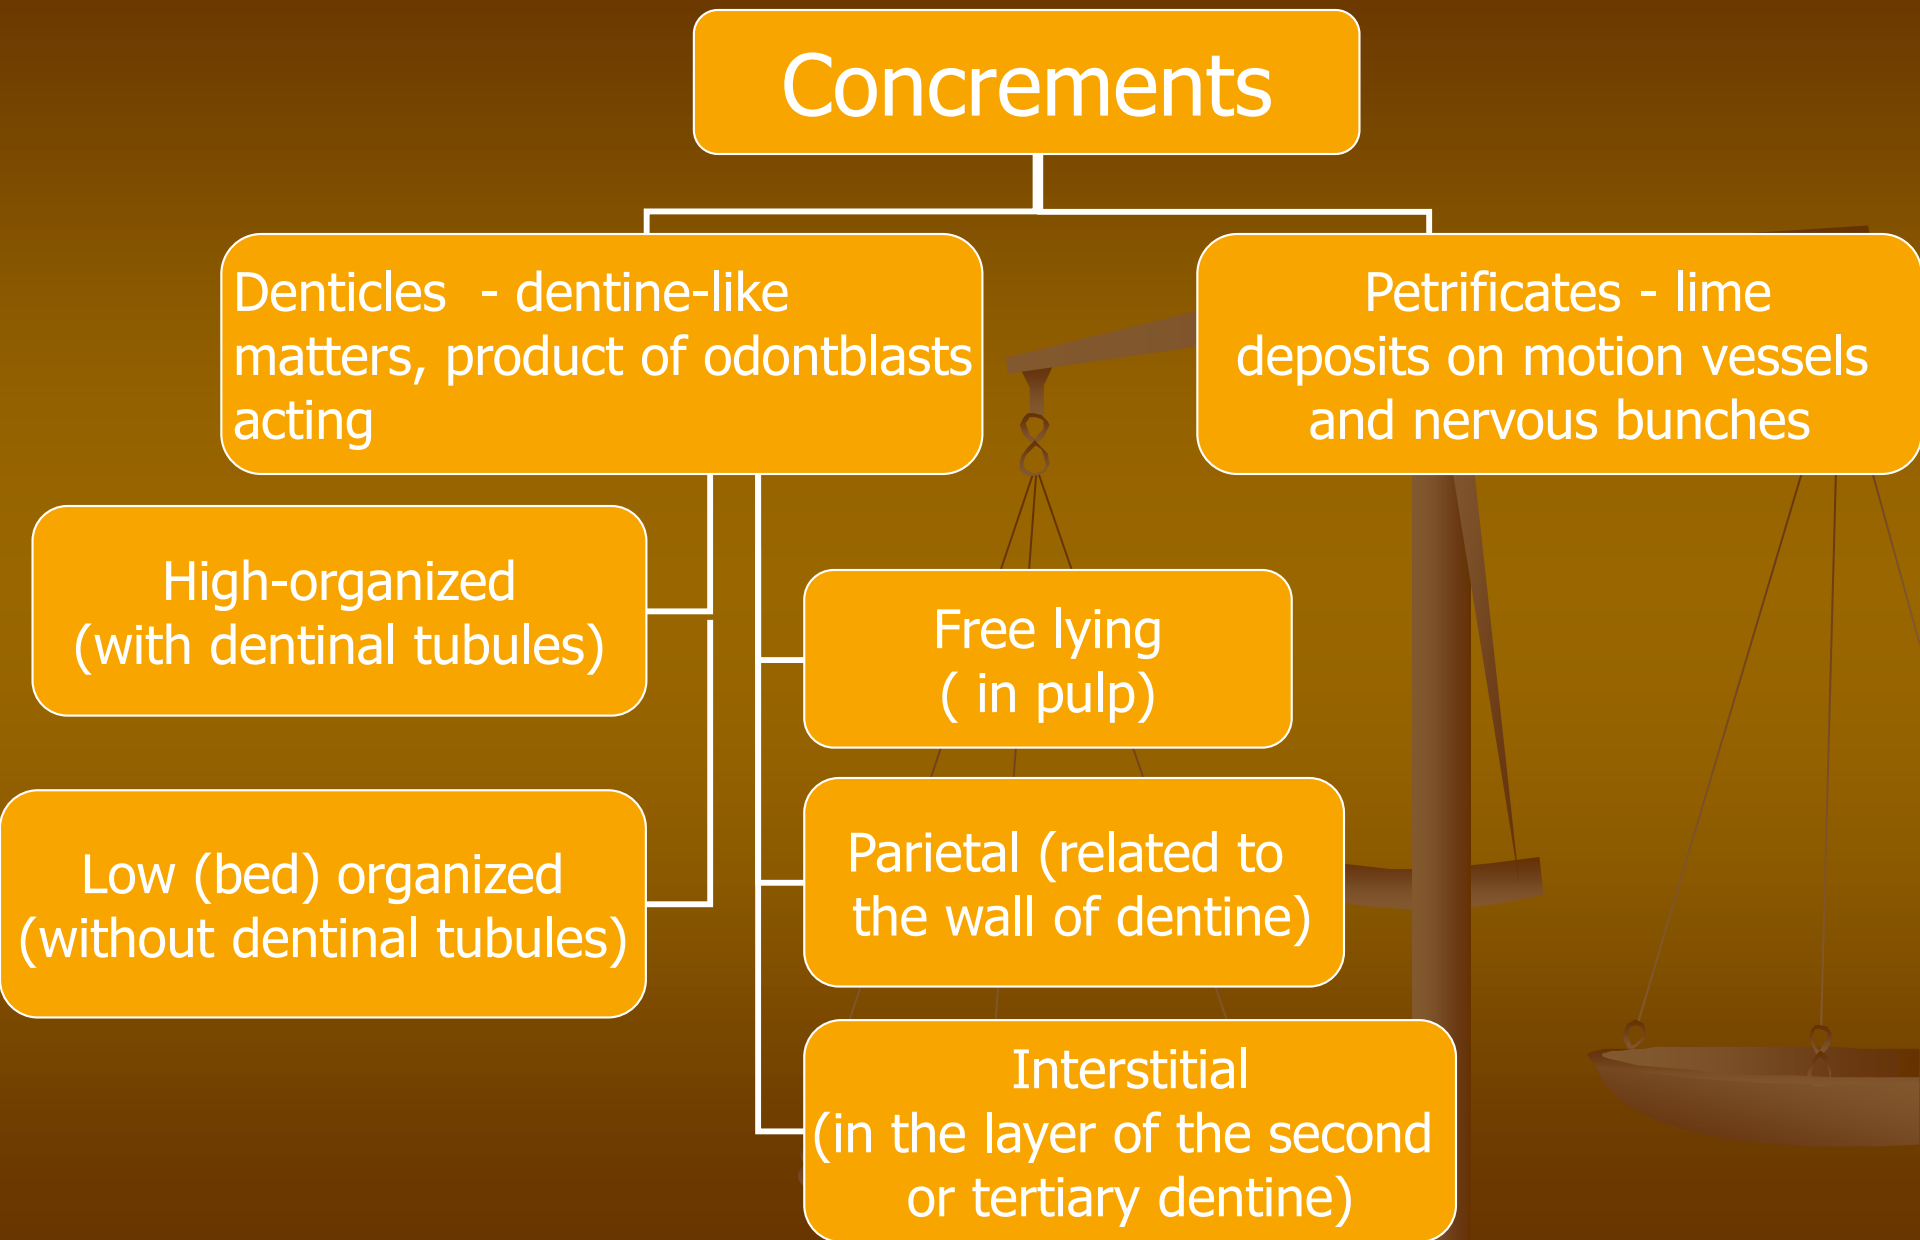 Concrements
Denticles  - dentine-like
matters, product of odontblasts
acting
Petrificates - lime
deposits on motion vessels
and nervous bunches
High-organized
(with dentinal tubules)
Low (bed) organized
(without dentinal tubules)
Free lying
( in pulp)
Parietal (related to
the wall of dentine)
Interstitial
(in the layer of the second
or tertiary dentine)